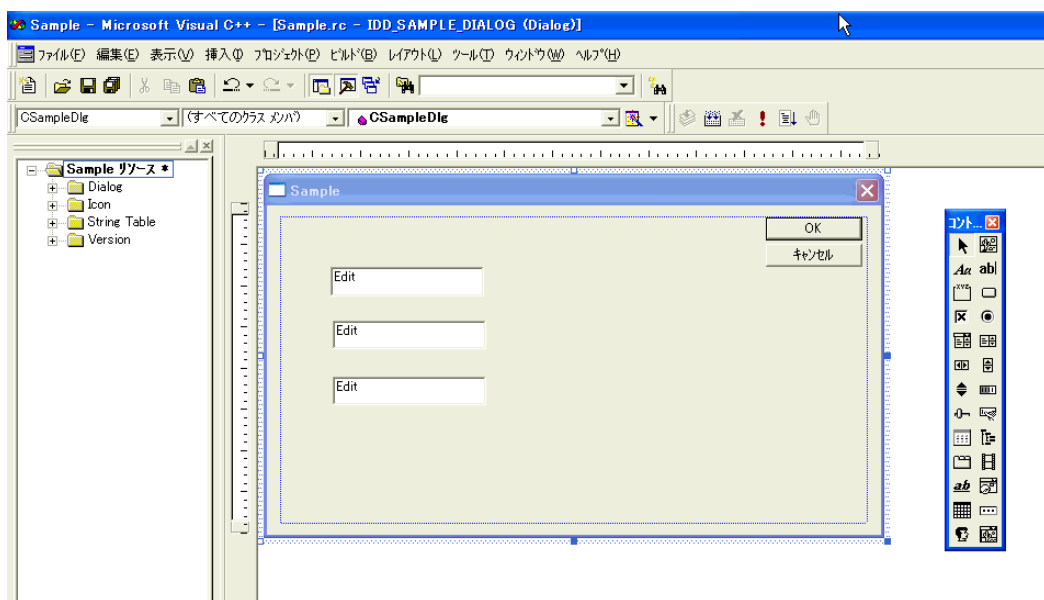 Sample - Microsoft Visual C++ - [Sample.rc - IDD_SAMPLE_DIALOG (Dialog)]
ファイル(F) 編集(E) 表示(V) 挿入(I) プロジェクト(P) ビルド(B) レイアウト(L) ツール(T) ウィンドウ(W) ヘルプ(H)
CSampleDlg (すべてのクラス メンバ) CSampleDlg
Sample リソース *
Dialog
Icon
String Table
Version
Sample
OK
キャンセル
Edit
Edit
Edit
コント...
Aa ab|
XYZ
ab